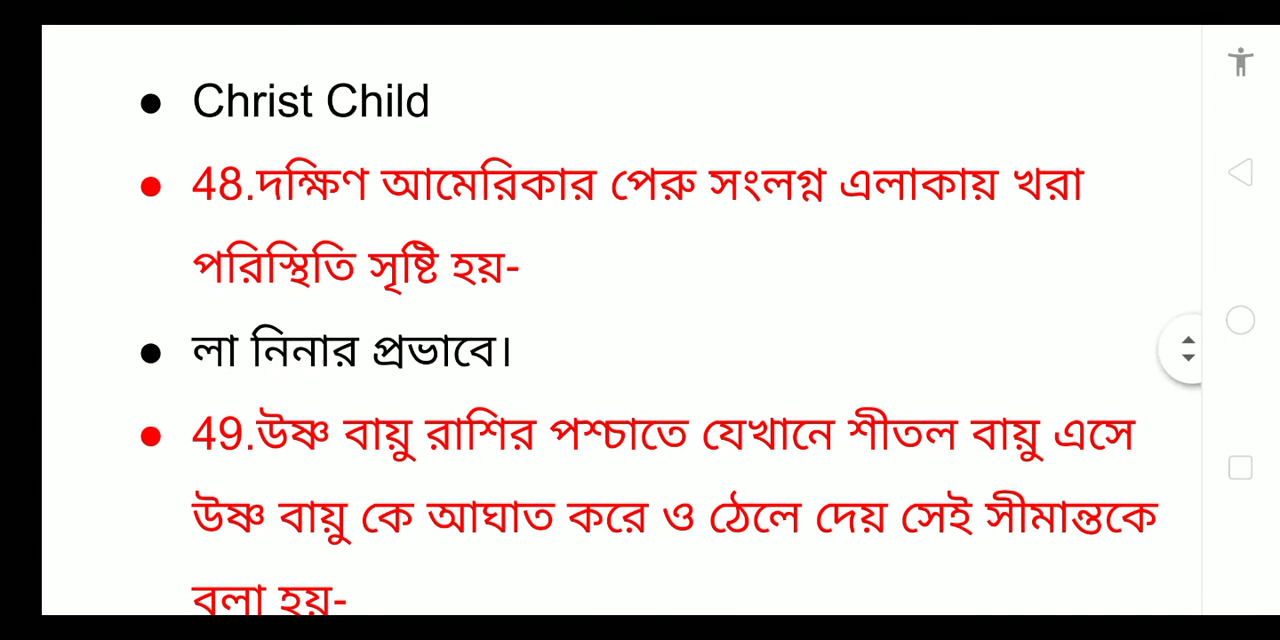 Christ Child
48.দক্ষিণ আমেরিকার পেরু সংলগ্ন এলাকায় খরা
পরিস্থিতি সৃষ্টি হয়-
লা নিনার প্রভাবে।
49.উষ্ণ বায়ু রাশির পশ্চাতে যেখানে শীতল বায়ু এসে
উষ্ণ বায়ু কে আঘাত করে ও ঠেলে দেয় সেই সীমান্তকে
বলা হয়-